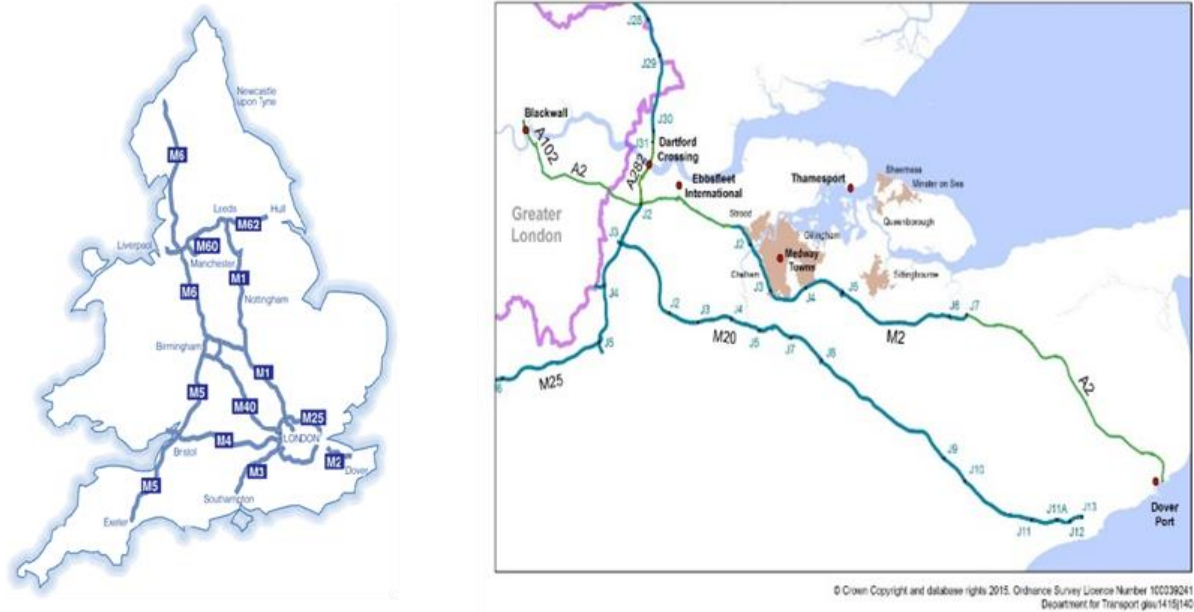 Newcastle
upon Tyne
M6
Leeds
Hull
M62
Liverpool
M60
Manchester
M1
M6
Nottingham
Birmingham
M1
M5
M40
M25
LONDON
M4
Bristol
M2
Dover
M3
M5
Southampton
Exeter
J28
J29
Blackwall
J30
A102
J31
Dartford
Crossing
A2
A282
Ebbsfleet
International
Thamesport
Sheerness
Minster on Sea
Greater
London
J2
Strood
Queenborough
Gillingham
J3
J2
Medway
Towns
Chatham
Sittingbourne
J4
J3
J4
J5
J2
J3
J4
J6
J7
M20
M2
J5
J5
J7
J8
M25
A2
J9
J10
J11A
J13
J11
J12
Dover
Port
© Crown Copyright and database rights 2015. Ordnance Survey Licence Number 100039241
Department for Transport gisu1415j140